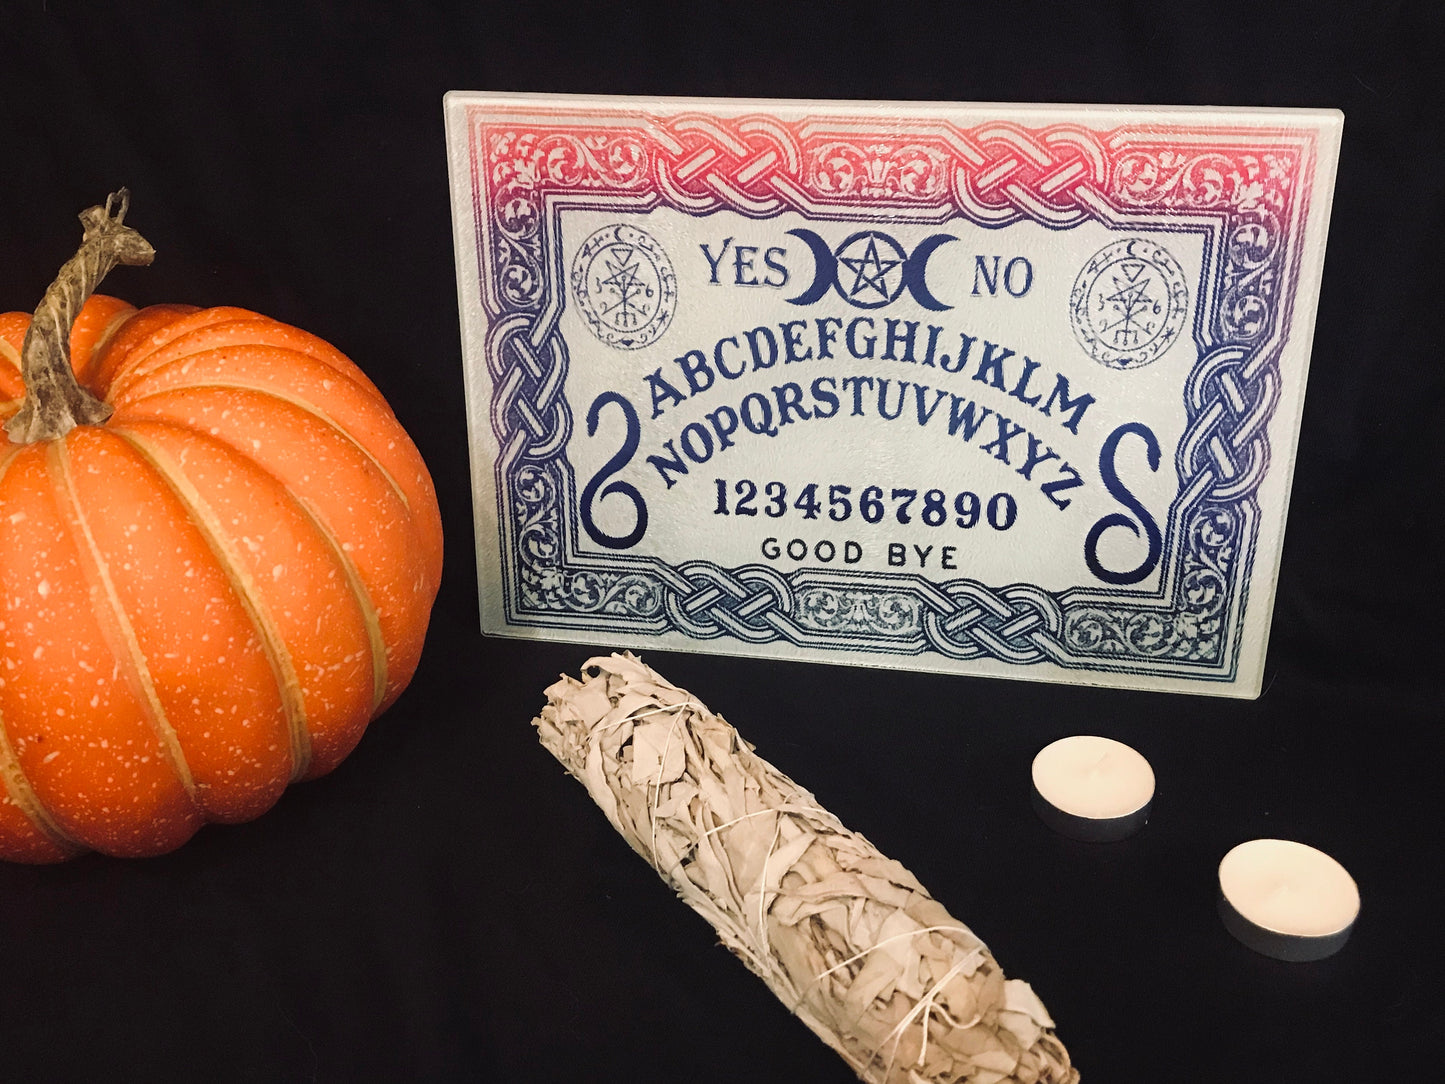 YES NO
ABCDEFGHIJKLM
NOPQRSTUVWXYZ
1234567890
GOOD BYE